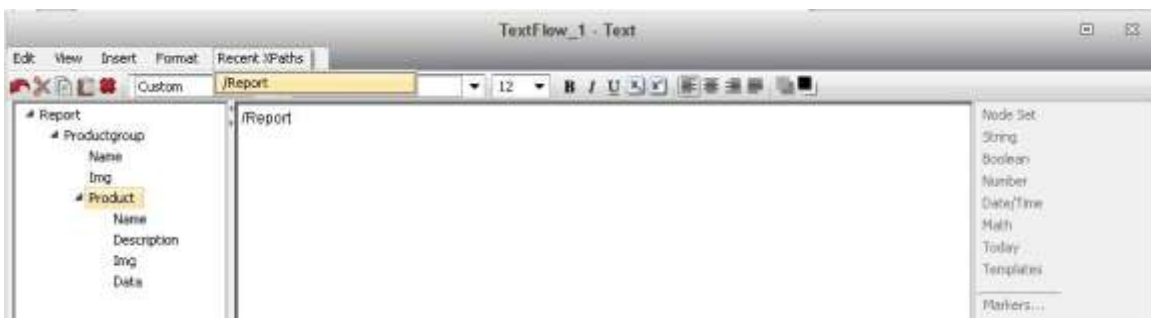 TextFlow_1 - Text
Edit View Insert Format Recent XPaths
Custom /Report 12 B I U
Report
Productgroup
Name
Img
Product
Name
Description
Img
Data
/Report
Node Set
String
Boolean
Number
Date/Time
Math
Today
Templates
Markers...